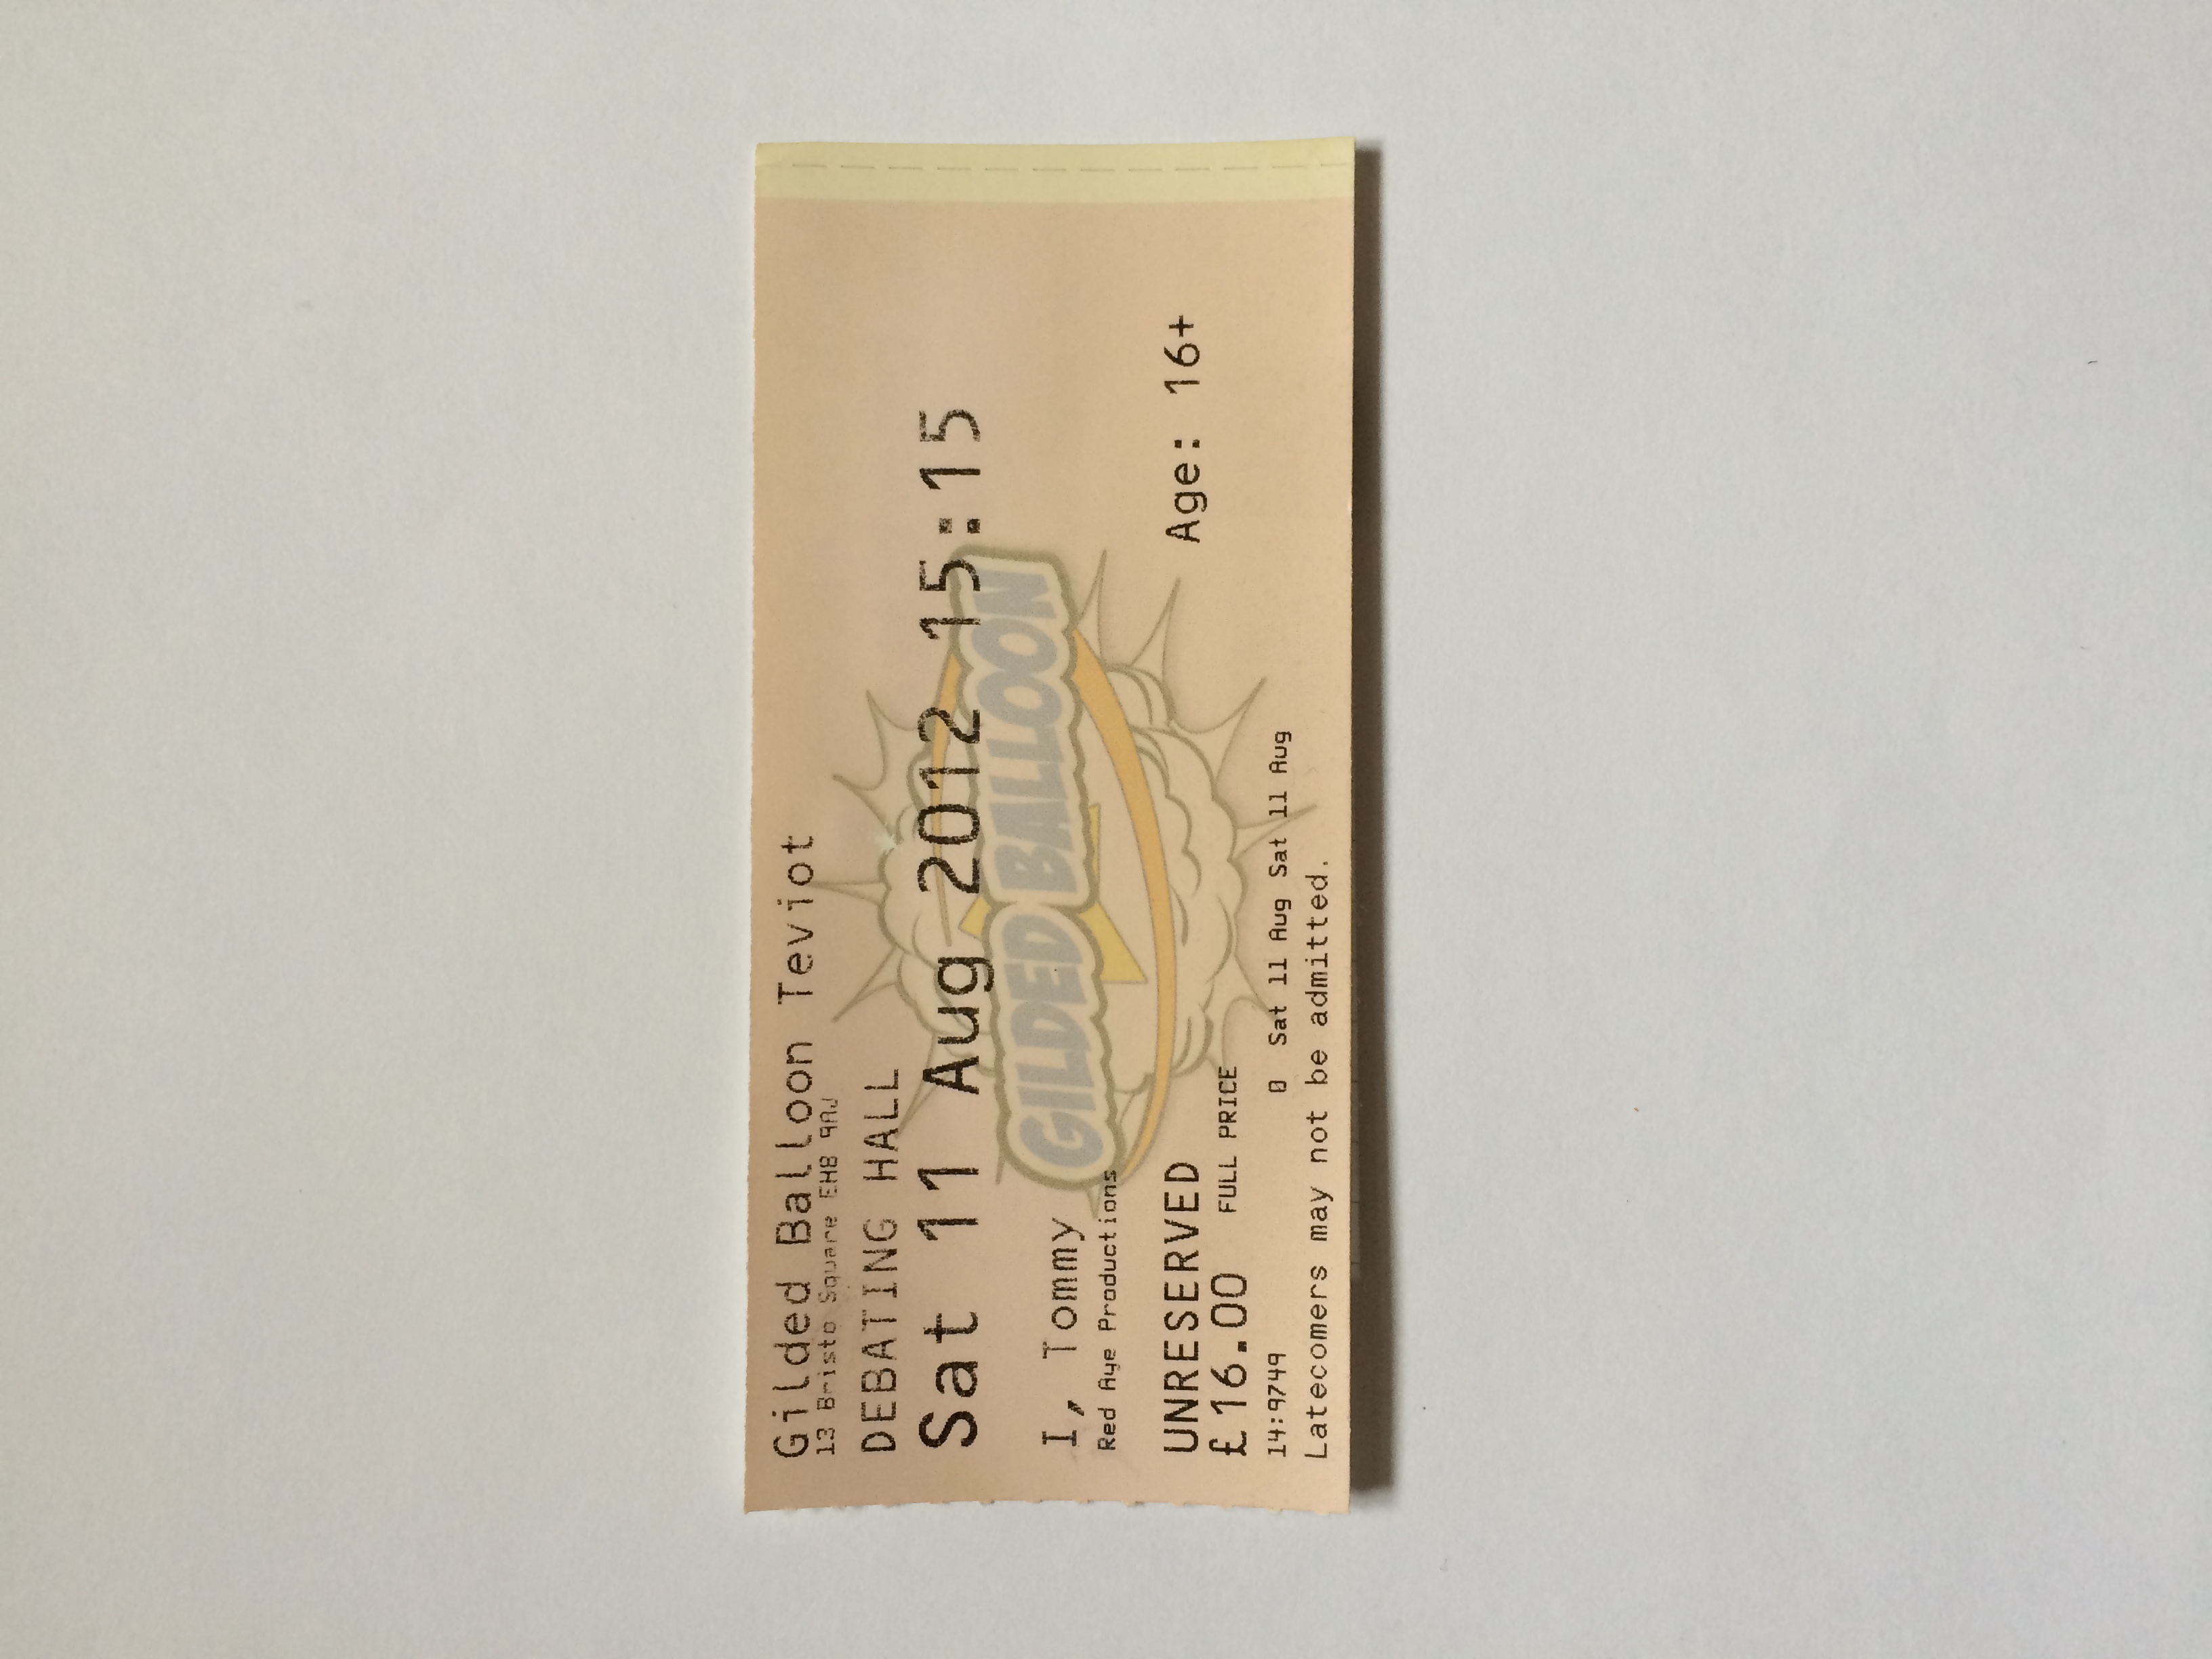 Gilded Balloon Teviot
13 Bristo Square EH8 9AJ
DEBATING HALL
Sat 11 Aug 2012 15:15
GILDED BALLOON
I, Tommy
Red Aye Productions
UNRESERVED Age: 16+
£16.00 FULL PRICE
14:9749 0 Sat 11 Aug Sat 11 Aug
Latecomers may not be admitted.